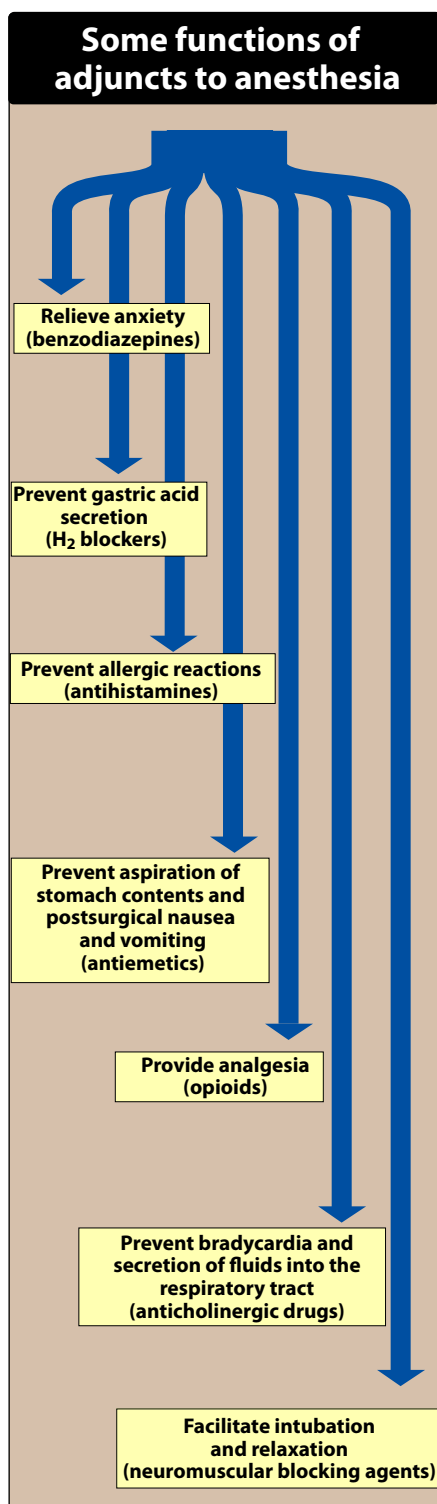 Some functions of
adjuncts to anesthesia
Relieve anxiety
(benzodiazepines)
Prevent gastric acid
secretion
(H₂ blockers)
Prevent allergic reactions
(antihistamines)
Prevent aspiration of
stomach contents and
postsurgical nausea
and vomiting
(antiemetics)
Provide analgesia
(opioids)
Prevent bradycardia and
secretion of fluids into the
respiratory tract
(anticholinergic drugs)
Facilitate intubation
and relaxation
(neuromuscular blocking agents)